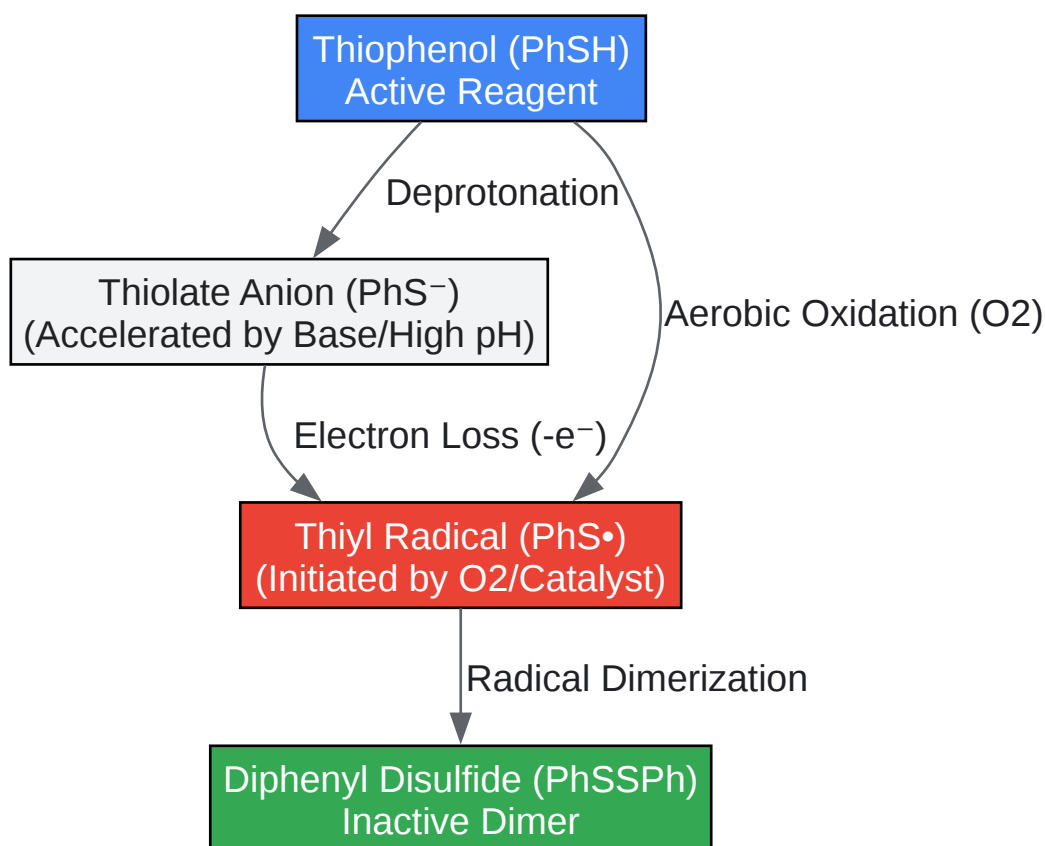 Thiophenol (PhSH)
Active Reagent
Deprotonation
Thiolate Anion (PhS⁻)
(Accelerated by Base/High pH)
Aerobic Oxidation (O2)
Electron Loss (-e⁻)
Thiyl Radical (PhS•)
(Initiated by O2/Catalyst)
Radical Dimerization
Diphenyl Disulfide (PhSSPh)
Inactive Dimer